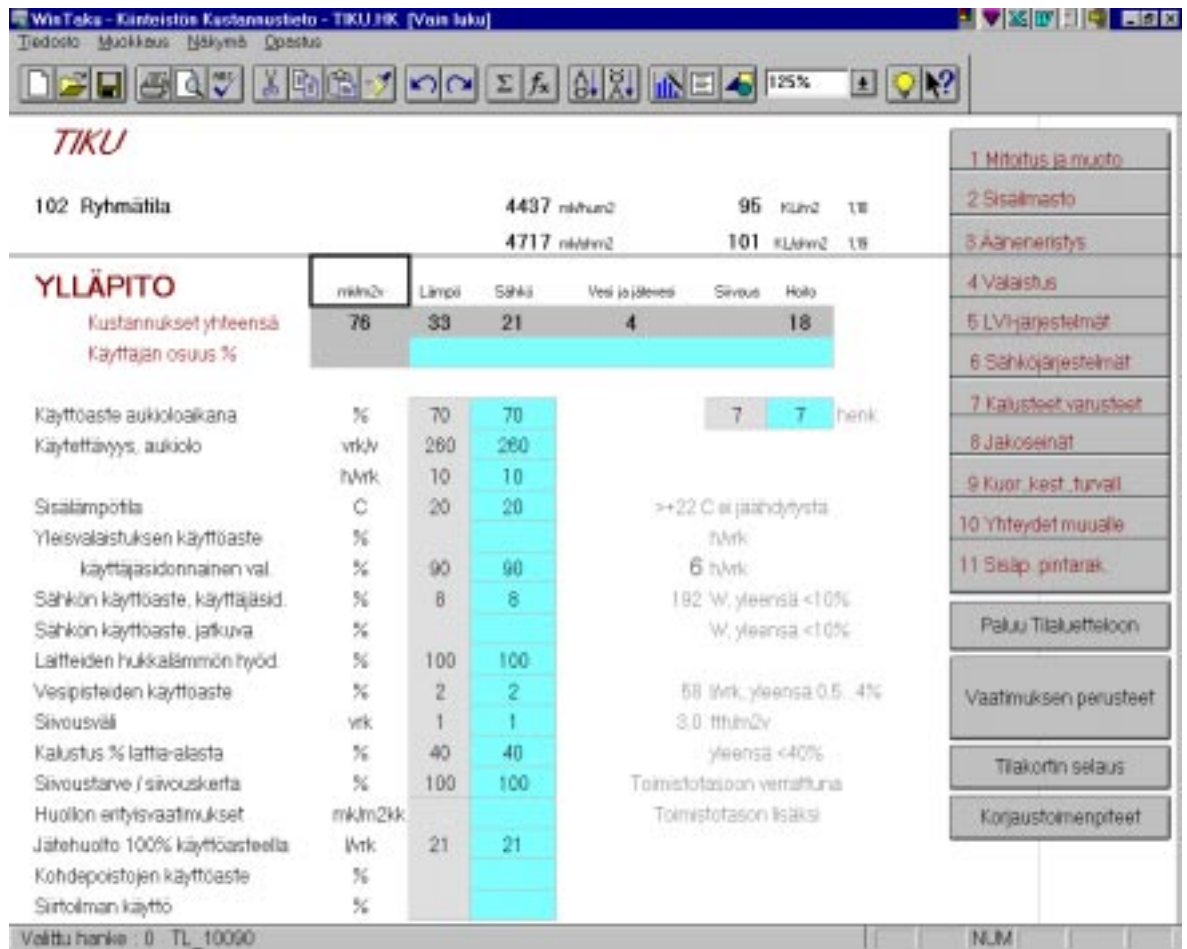 WinTaku - Kiinteistön Kustannustieto - TIKU.HK [Vain luku]
Tiedosto Muokkaus Näkymä Opastus
125%
TIKU
102 Ryhmätila 4437 mk/hum2 95 KL/m2
4717 101
YLLÄPITO mk/m2v Lämpö Sähkö Vesi ja jätevesi Siivous Hoito
Kustannukset yhteensä 76 33 21 4 18
Käyttäjän osuus %
Käyttöaste aukioloaikana % 70 70 7 7 henk.
Käytettävyys, aukiolo vrk/v 260 260
h/vrk 10 10
Sisälämpötila C 20 20 >+22 C ei jäähdytystä
Yleisvalaistuksen käyttöaste % h/vrk
käyttäjäsidonnainen val. % 90 90 6 h/vrk
Sähkön käyttöaste, käyttäjäsid. % 8 8 192 W, yleensä <10%
Sähkön käyttöaste, jatkuva % W, yleensä <10%
Laitteiden hukkalämmön hyöd. % 100 100
Vesipisteiden käyttöaste % 2 2 58 l/vrk, yleensä 0,5...4%
Siivousväli vrk 1 1 3,0
Kalustus % lattia-alasta % 40 40 yleensä <40%
Siivoustarve / siivouskerta % 100 100 Toimistotasoon verrattuna
Huollon erityisvaatimukset mk/m2kk Toimistotason lisäksi
Jätehuolto 100% käyttöasteella l/vrk 21 21
Kohdepoistojen käyttöaste %
Siirtoilman käyttö %
1 Mitoitus ja muoto
2 Sisäilmasto
3 Ääneneristys
4 Valaistus
5 LVI-järjestelmät
6 Sähköjärjestelmät
7 Kalusteet,varusteet
8 Jakoseinät
9 Kuor.,kest.,turvall.
10 Yhteydet muualle
11 Sisäp. pintarak.
Paluu Tilaluetteloon
Vaatimuksen perusteet
Tilakortin selaus
Korjaustoimenpiteet
Valittu hanke : 0 TL_10090 NUM